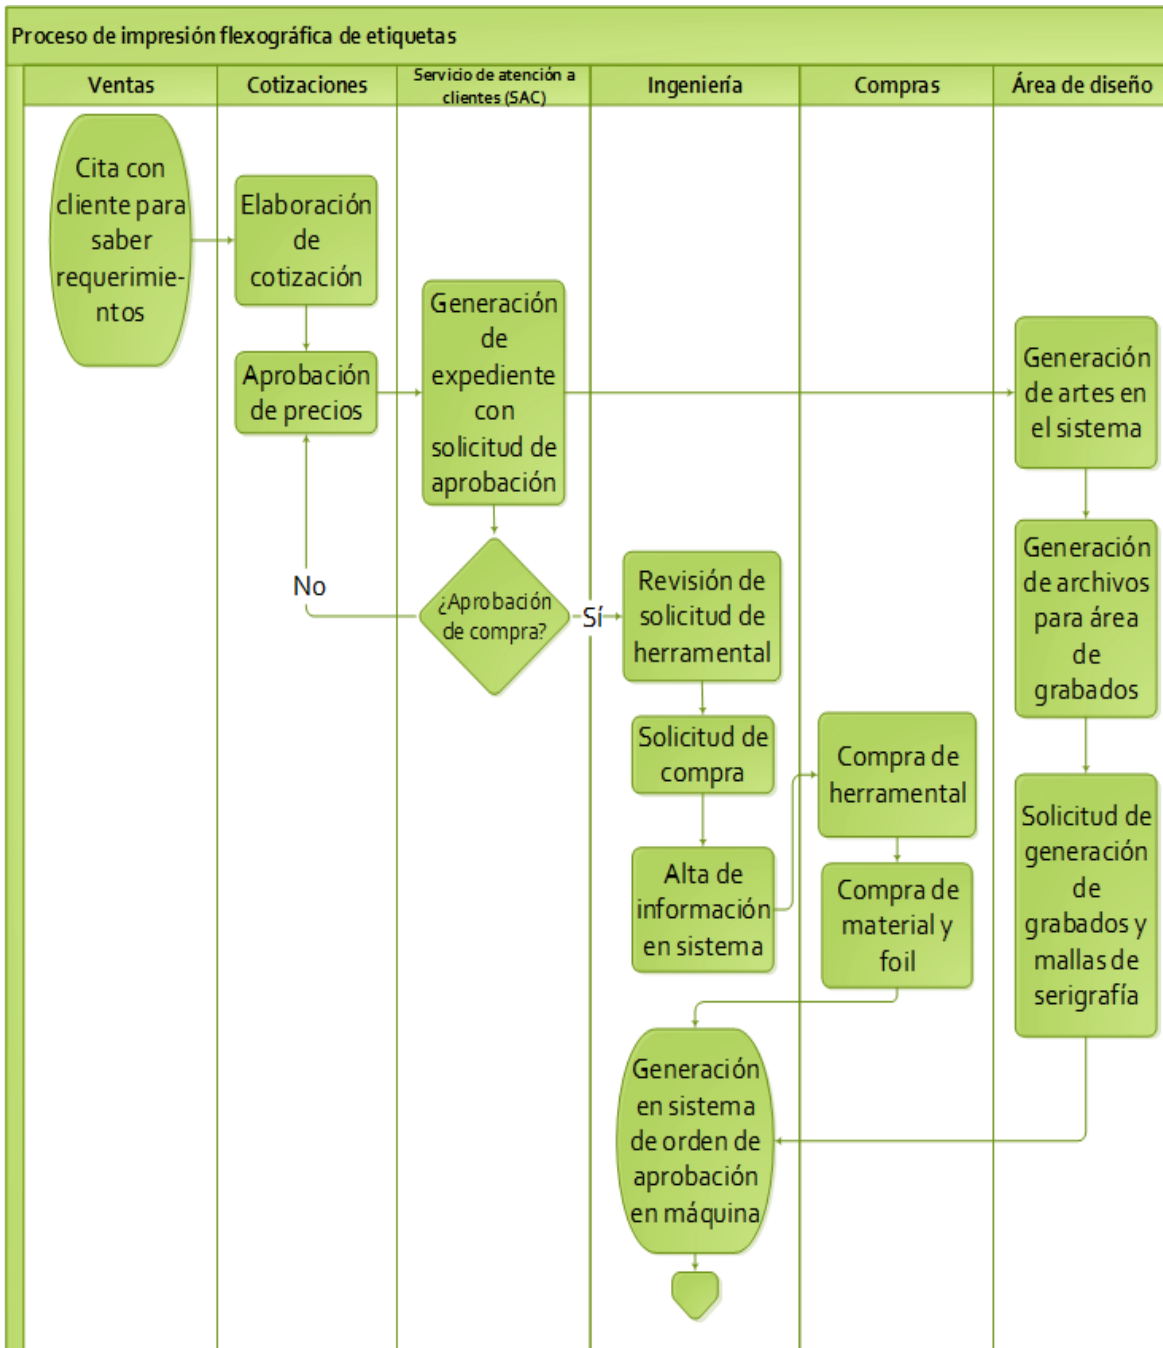 Proceso de impresión flexográfica de etiquetas
Ventas
Cotizaciones
Servicio de atención a
clientes (SAC)
Ingeniería
Compras
Área de diseño
Cita con
cliente para
saber
requerimie-
ntos
Elaboración
de
cotización
Aprobación
de precios
Generación
de
expediente
con
solicitud de
aprobación
¿Aprobación
de compra?
No
Sí
Revisión de
solicitud de
herramental
Solicitud de
compra
Alta de
información
en sistema
Compra de
herramental
Compra de
material y
foil
Generación
de artes en
el sistema
Generación
de archivos
para área
de
grabados
Solicitud de
generación
de
grabados y
mallas de
serigrafía
Generación
en sistema
de orden de
aprobación
en máquina